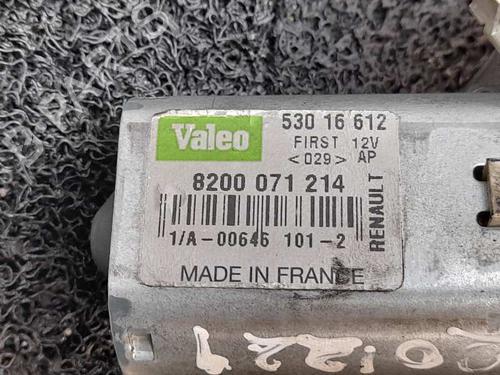 Valeo
530 16 612
FIRST 12V
<029> AP
8200 071 214
RENAULT
1/A-00646 101-2
MADE IN FRANCE